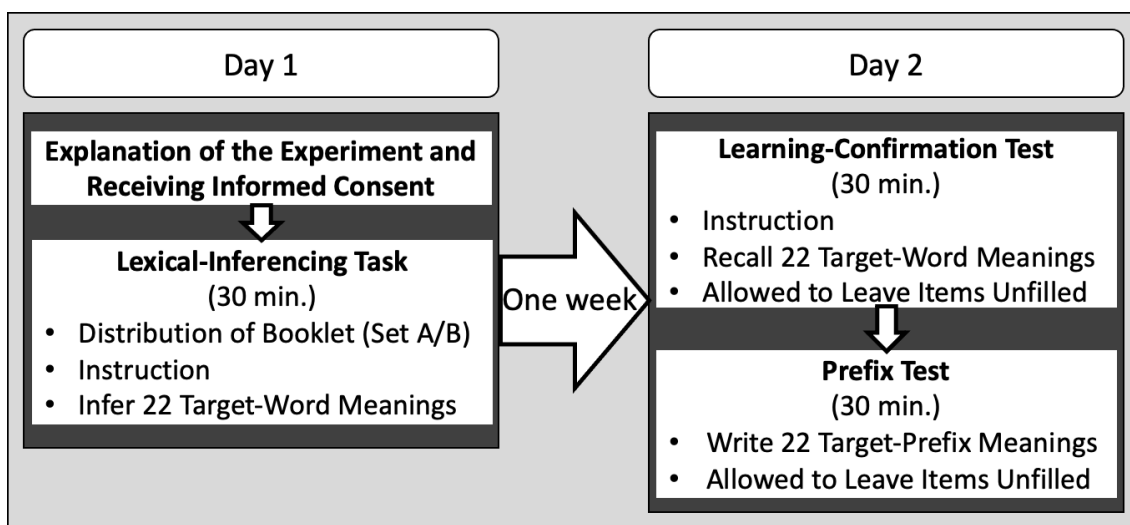 Day 1
Explanation of the Experiment and
Receiving Informed Consent
Lexical-Inferencing Task
(30 min.)
• Distribution of Booklet (Set A/B)
• Instruction
• Infer 22 Target-Word Meanings
One week
Day 2
Learning-Confirmation Test
(30 min.)
• Instruction
• Recall 22 Target-Word Meanings
• Allowed to Leave Items Unfilled
Prefix Test
(30 min.)
• Write 22 Target-Prefix Meanings
• Allowed to Leave Items Unfilled